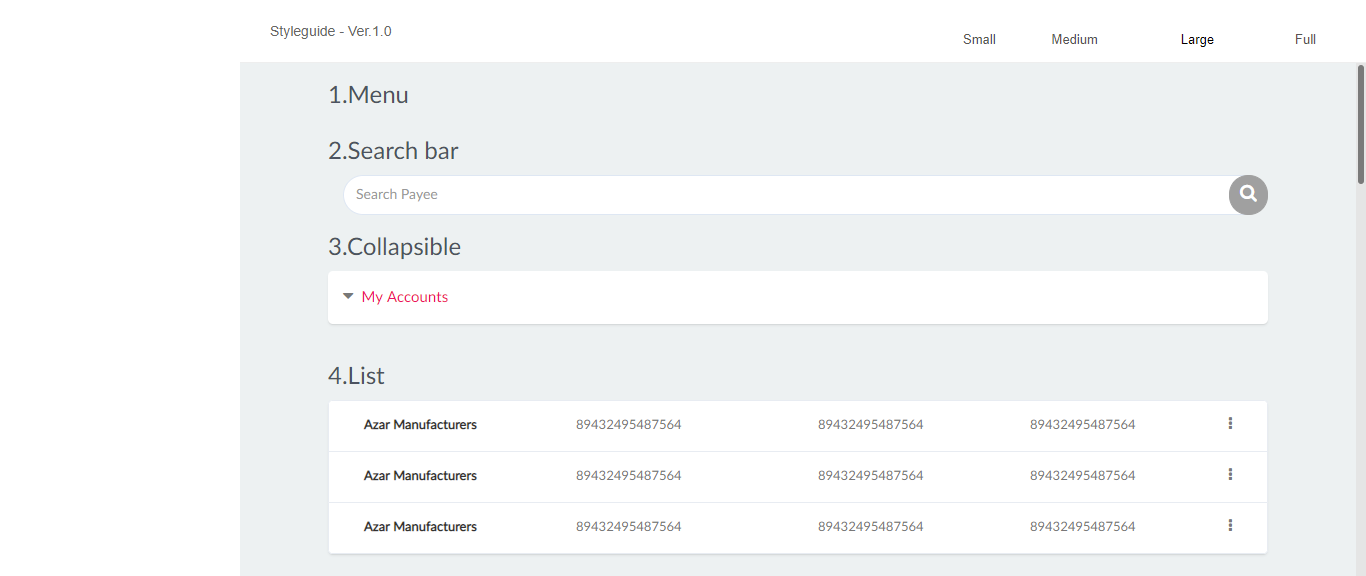 Styleguide - Ver.1.0
Small Medium Large Full
1.Menu
2.Search bar
Search Payee
3.Collapsible
My Accounts
4.List
Azar Manufacturers 89432495487564 89432495487564 89432495487564
Azar Manufacturers 89432495487564 89432495487564 89432495487564
Azar Manufacturers 89432495487564 89432495487564 89432495487564